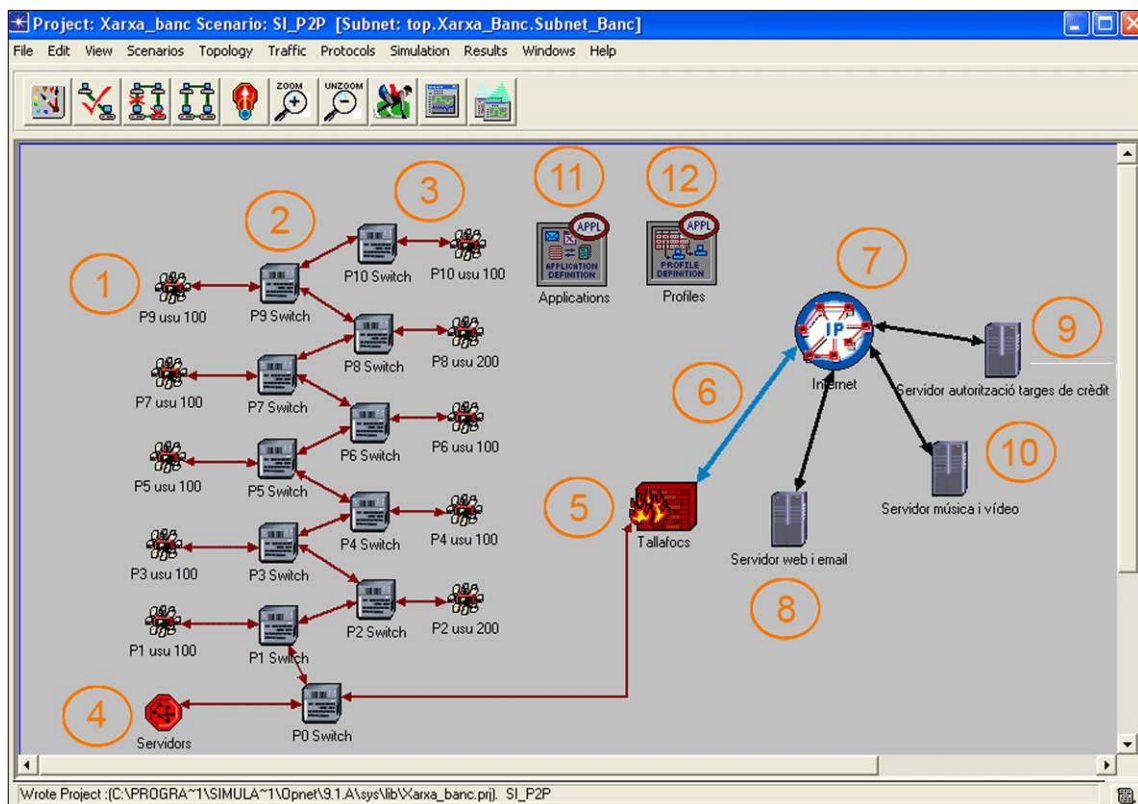 Project: Xarxa_banc Scenario: SI_P2P [Subnet: top.Xarxa_Banc.Subnet_Banc]
File Edit View Scenarios Topology Traffic Protocols Simulation Results Windows Help
ZOOM
UNZOOM
1
2
3
11
12
7
P10 Switch
P10 usu 100
APPL
APPLICATION DEFINITION
Applications
APPL
PROFILE DEFINITION
Profiles
P9 usu 100
P9 Switch
P8 Switch
P8 usu 200
IP
Internet
9
Servidor autorització targes de crèdit
6
P7 usu 100
P7 Switch
P6 Switch
P6 usu 100
10
Servidor música i vídeo
P5 usu 100
P5 Switch
5
Tallafocs
P4 Switch
P4 usu 100
Servidor web i email
8
P3 usu 100
P3 Switch
P2 Switch
P2 usu 200
P1 usu 100
P1 Switch
4
Servidors
P0 Switch
Wrote Project :(C:\PROGRA~1\SIMULA~1\Opnet\9.1.A\sys\lib\Xarxa_banc.prj). SI_P2P